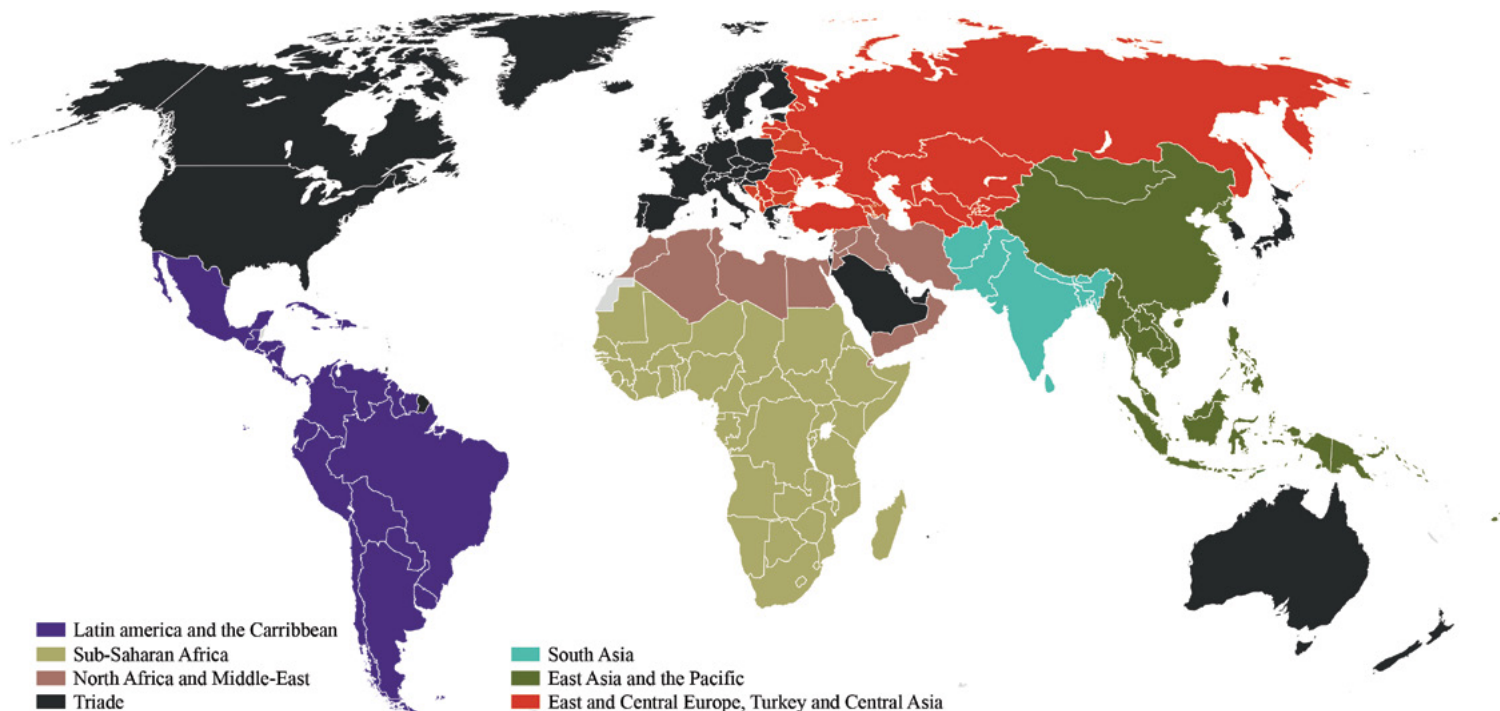 Latin america and the Carribbean
Sub-Saharan Africa
North Africa and Middle-East
Triade
South Asia
East Asia and the Pacific
East and Central Europe, Turkey and Central Asia